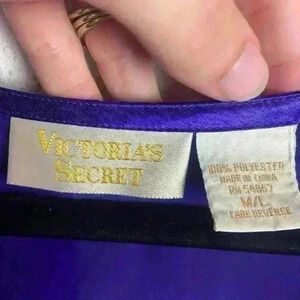 VICTORIA'S
SECRET
100% POLYESTER
MADE IN CHINA
RN 54867
M/L
CARE REVERSE